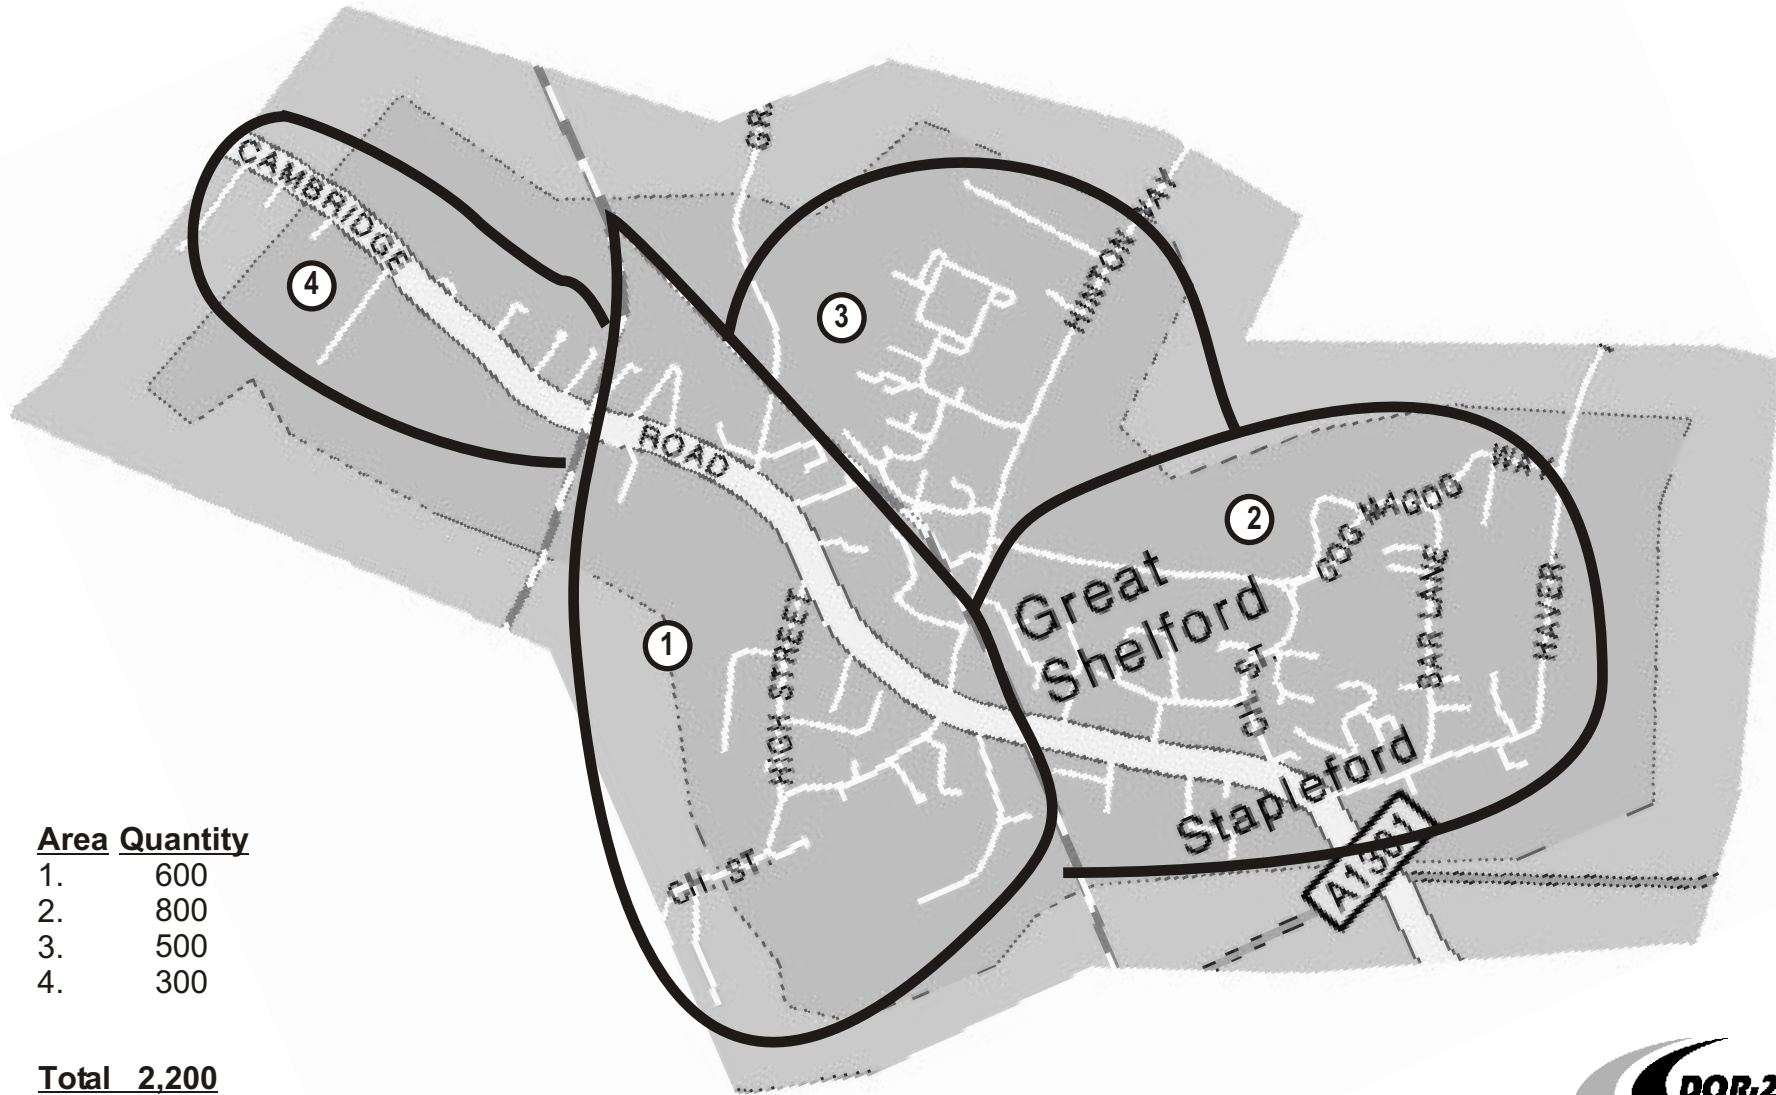 GR.
CAMBRIDGE
HINTON WAY
4
3
ROAD
2
GOG MAGOG WAY
Great
Shelford
BAR LANE
HAVER
1
HIGH STREET
CH. ST.
Stapleford
CH. ST.
A1301
Area Quantity
1. 600
2. 800
3. 500
4. 300
Total 2,200